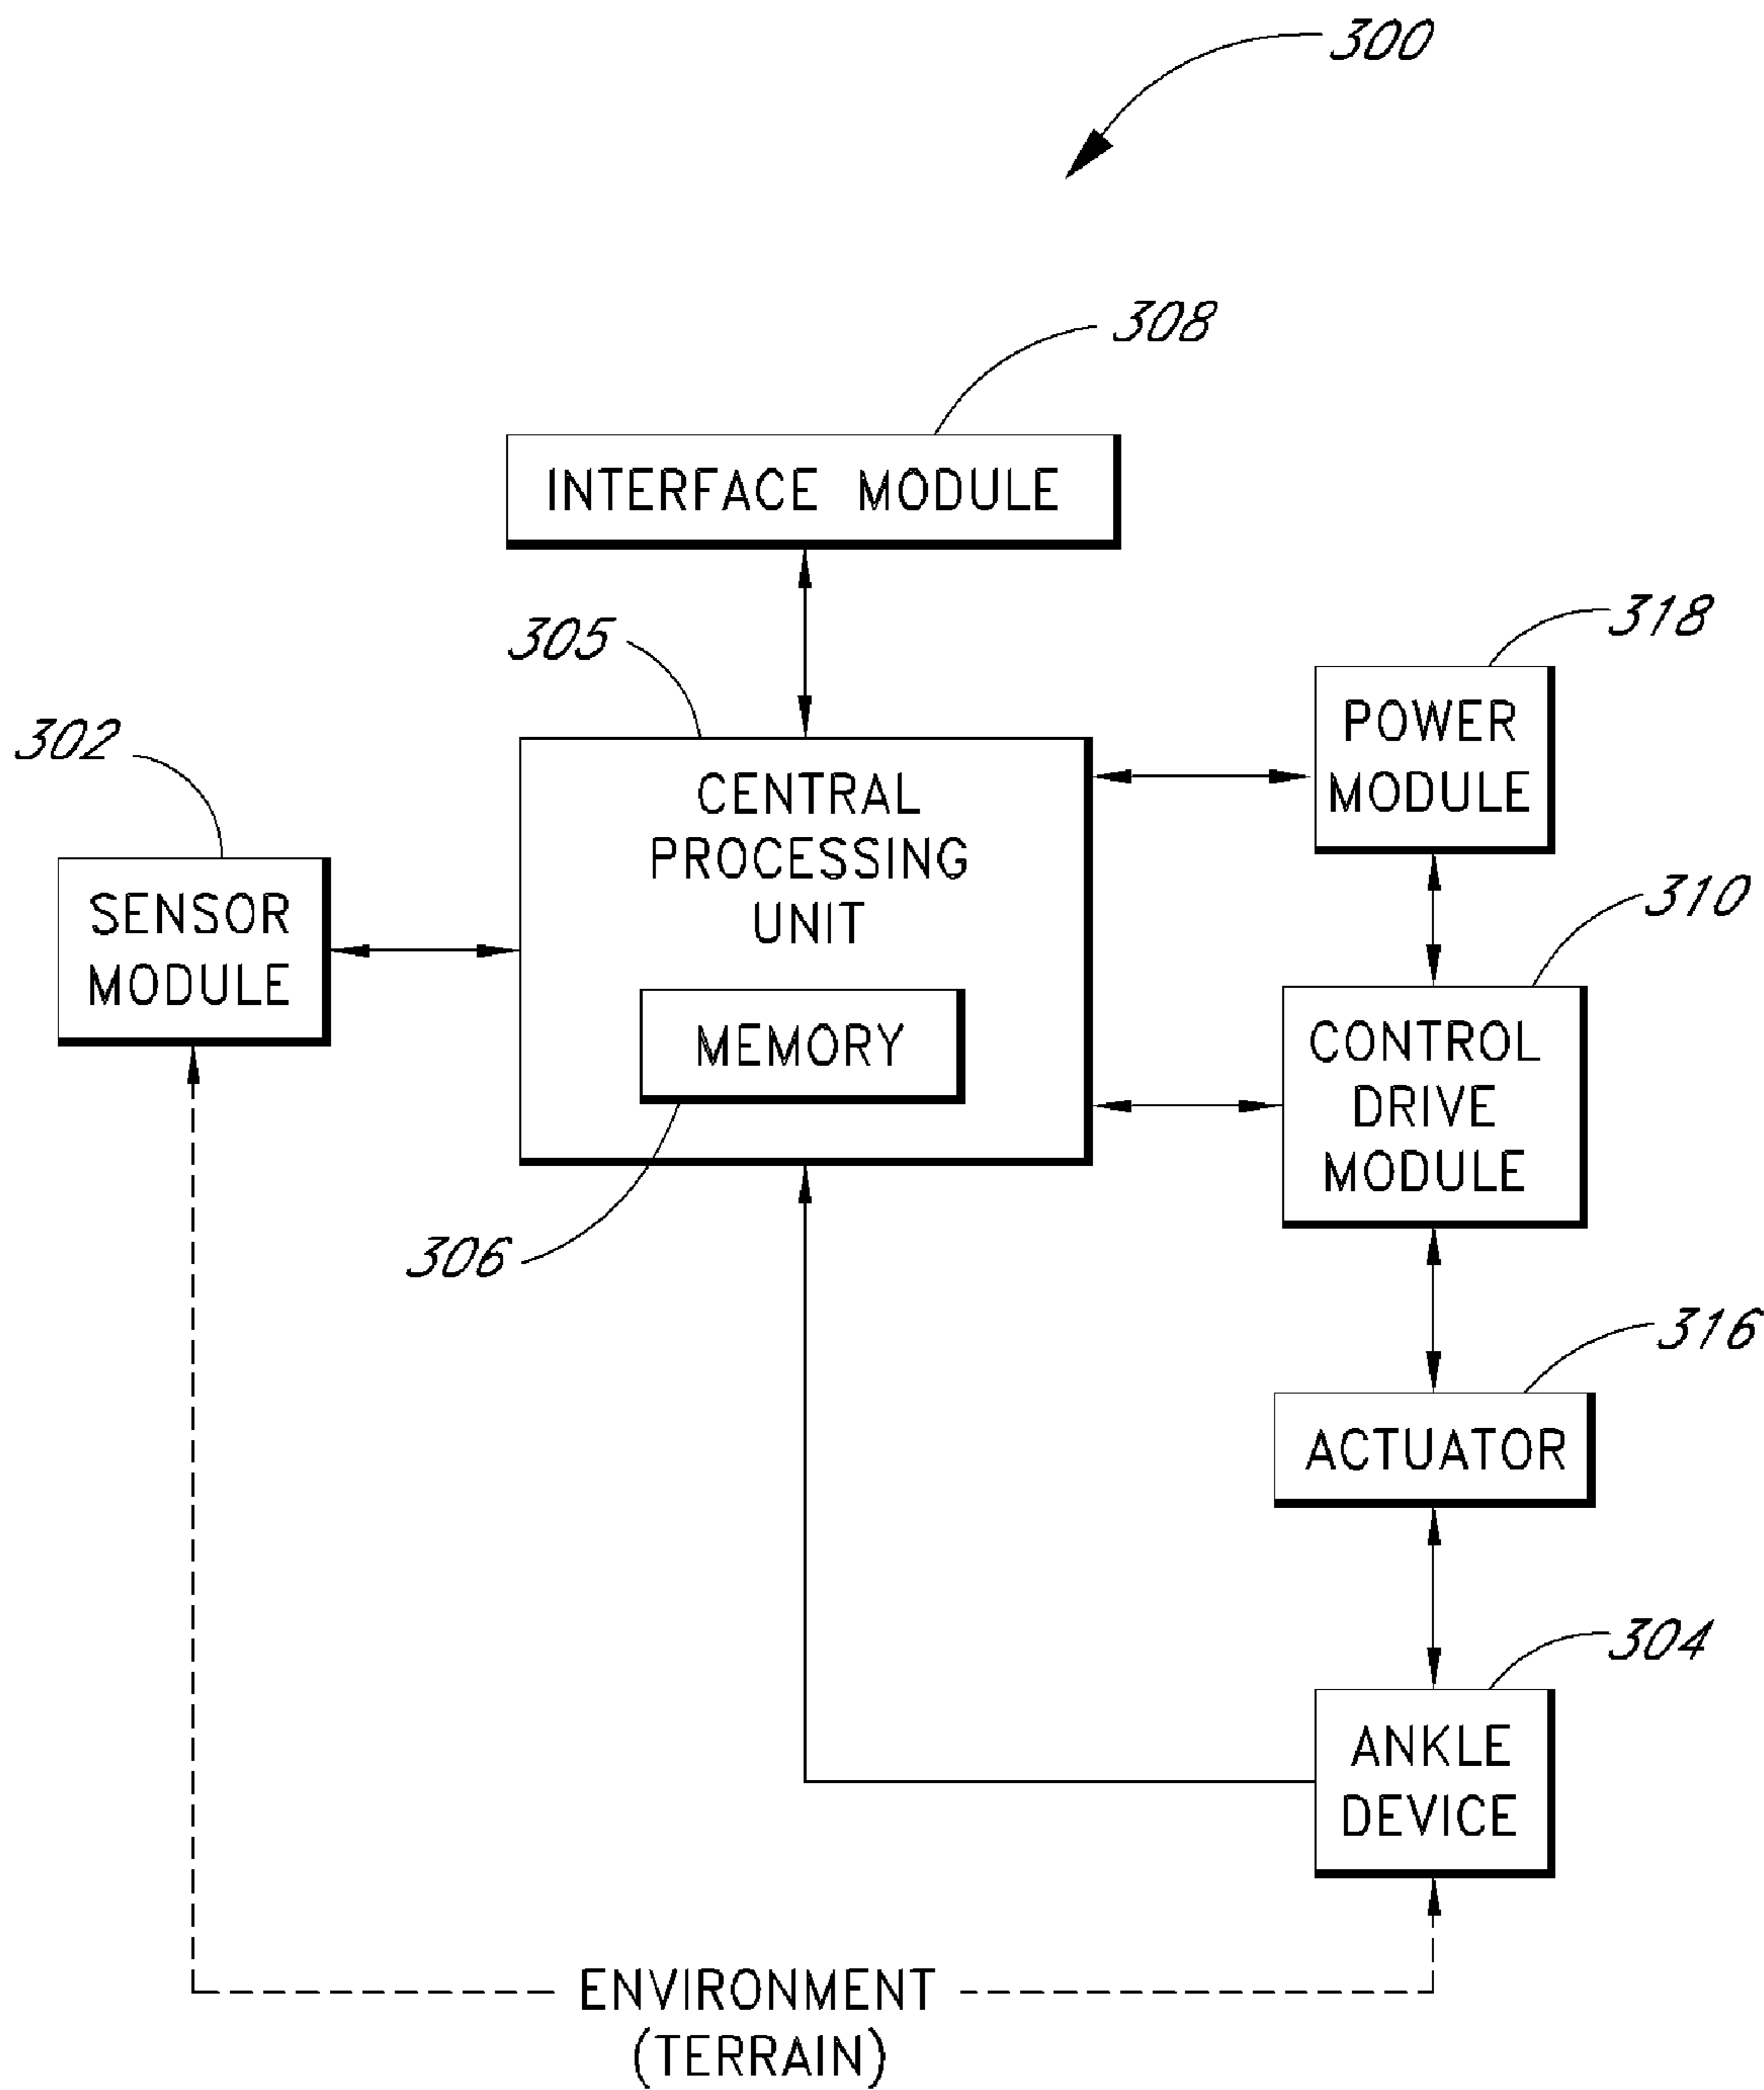 300
308
INTERFACE MODULE
305
318
POWER
MODULE
302
CENTRAL
PROCESSING
UNIT
SENSOR
MODULE
310
MEMORY
CONTROL
DRIVE
MODULE
306
316
ACTUATOR
304
ANKLE
DEVICE
ENVIRONMENT
(TERRAIN)